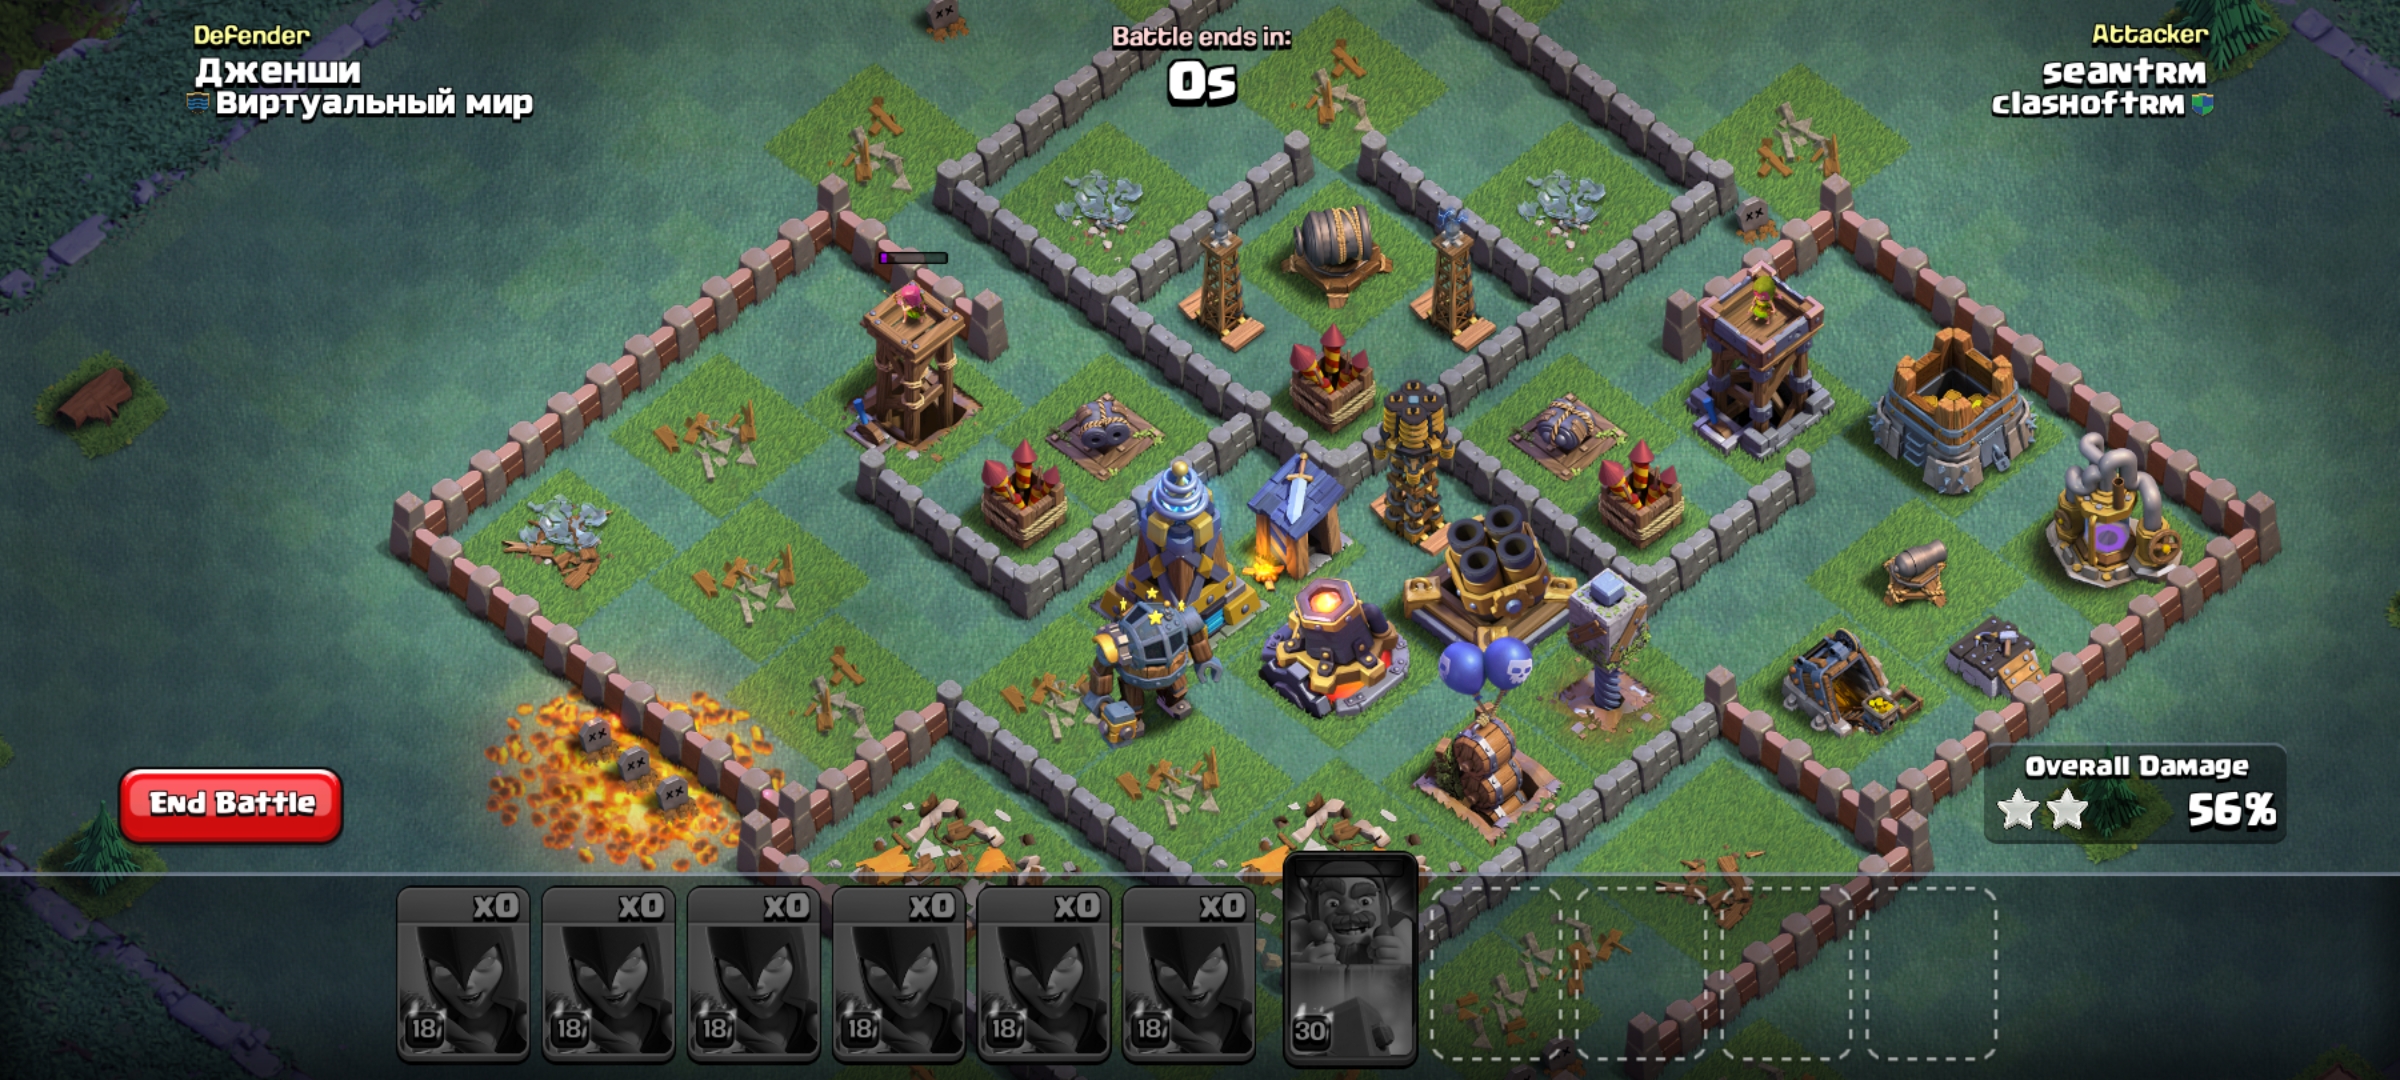 Defender
Дженши
Виртуальный мир
Battle ends in:
0s
Attacker
seantRM
clashoftRM
End Battle
Overall Damage
56%
x0
x0
x0
x0
x0
x0
18
18
18
18
18
18
30